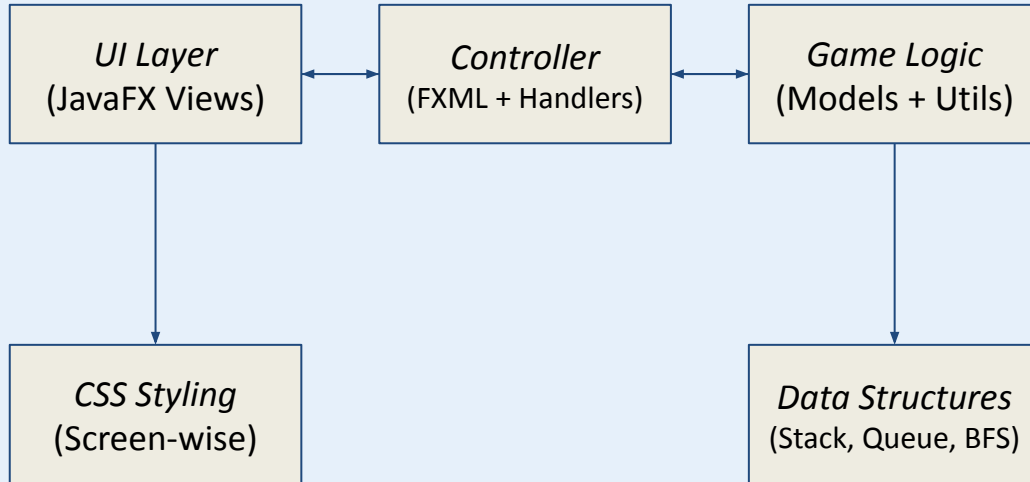 UI Layer
(JavaFX Views)
Controller
(FXML + Handlers)
Game Logic
(Models + Utils)
CSS Styling
(Screen-wise)
Data Structures
(Stack, Queue, BFS)